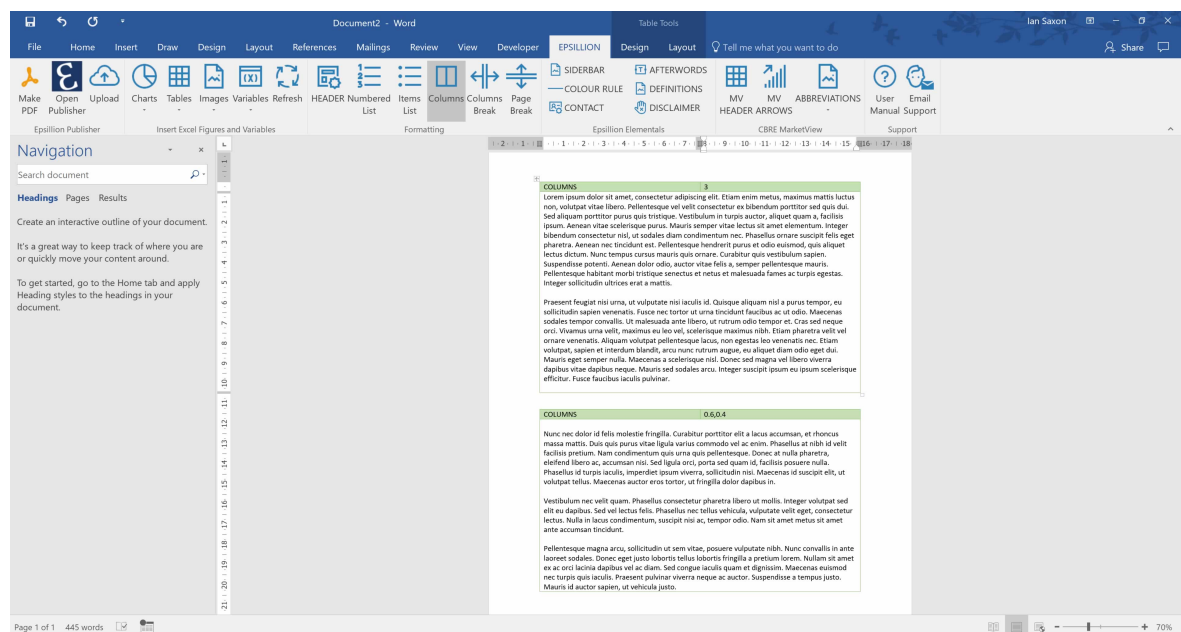 Document2 - Word
Table Tools
Ian Saxon
File Home Insert Draw Design Layout References Mailings Review View Developer EPSILLION Design Layout Tell me what you want to do Share
Make PDF
Open Publisher
Upload
Charts
Tables
Images
Variables
Refresh
HEADER
Numbered List
Items List
Columns
Columns Break
Page Break
SIDERBAR
COLOUR RULE
CONTACT
AFTERWORDS
DEFINITIONS
DISCLAIMER
MV HEADER
MV ARROWS
ABBREVIATIONS
User Manual
Email Support
Epsillion Publisher
Insert Excel Figures and Variables
Formatting
Epsillion Elementals
CBRE MarketView
Support
Navigation
Search document
Headings Pages Results
Create an interactive outline of your document.
It's a great way to keep track of where you are
or quickly move your content around.
To get started, go to the Home tab and apply
Heading styles to the headings in your
document.
COLUMNS 3
Lorem ipsum dolor sit amet, consectetur adipiscing elit. Etiam enim metus, maximus mattis luctus
non, volutpat vitae libero. Pellentesque vel velit consectetur ex bibendum porttitor sed quis dui.
Sed aliquam porttitor purus quis tristique. Vestibulum in turpis auctor, aliquet quam a, facilisis
ipsum. Aenean vitae scelerisque purus. Mauris semper vitae lectus sit amet elementum. Integer
bibendum consectetur nisl, ut sodales diam condimentum nec. Phasellus ornare suscipit felis eget
pharetra. Aenean nec tincidunt est. Pellentesque hendrerit purus et odio euismod, quis aliquet
lectus dictum. Nunc tempus cursus mauris quis ornare. Curabitur quis vestibulum sapien.
Suspendisse potenti. Aenean dolor odio, auctor vitae felis a, semper pellentesque mauris.
Pellentesque habitant morbi tristique senectus et netus et malesuada fames ac turpis egestas.
Integer sollicitudin ultrices erat a mattis.
Praesent feugiat nisi urna, ut vulputate nisi iaculis id. Quisque aliquam nisl a purus tempor, eu
sollicitudin sapien venenatis. Fusce nec tortor ut urna tincidunt faucibus ac ut odio. Maecenas
sodales tempor convallis. Ut malesuada ante libero, ut rutrum odio tempor et. Cras sed neque
orci. Vivamus urna velit, maximus eu leo vel, scelerisque maximus nibh. Etiam pharetra velit vel
ornare venenatis. Aliquam volutpat pellentesque lacus, non egestas leo venenatis nec. Etiam
volutpat, sapien et interdum blandit, arcu nunc rutrum augue, eu aliquet diam odio eget dui.
Mauris eget semper nulla. Maecenas a scelerisque nisl. Donec sed magna vel libero viverra
dapibus vitae dapibus neque. Mauris sed sodales arcu. Integer suscipit ipsum eu ipsum scelerisque
efficitur. Fusce faucibus iaculis pulvinar.
COLUMNS 0.6,0.4
Nunc nec dolor id felis molestie fringilla. Curabitur porttitor elit a lacus accumsan, et rhoncus
massa mattis. Duis quis purus vitae ligula varius commodo vel ac enim. Phasellus at nibh id velit
facilisis pretium. Nam condimentum quis urna quis pellentesque. Donec at nulla pharetra,
eleifend libero ac, accumsan nisi. Sed ligula orci, porta sed quam id, facilisis posuere nulla.
Phasellus id turpis iaculis, imperdiet ipsum viverra, sollicitudin nisi. Maecenas id suscipit elit, ut
volutpat tellus. Maecenas auctor eros tortor, ut fringilla dolor dapibus in.
Vestibulum nec velit quam. Phasellus consectetur pharetra libero ut mollis. Integer volutpat sed
elit eu dapibus. Sed vel lectus felis. Phasellus nec tellus vehicula, vulputate velit eget, consectetur
lectus. Nulla in lacus condimentum, suscipit nisi ac, tempor odio. Nam sit amet metus sit amet
ante accumsan tincidunt.
Pellentesque magna arcu, sollicitudin ut sem vitae, posuere vulputate nibh. Nunc convallis in ante
laoreet sodales. Donec eget justo lobortis tellus lobortis fringilla a pretium lorem. Nullam sit amet
ex ac orci lacinia dapibus vel ac diam. Sed congue iaculis quam et dignissim. Maecenas euismod
nec turpis quis iaculis. Praesent pulvinar viverra neque ac auctor. Suspendisse a tempus justo.
Mauris id auctor sapien, ut vehicula justo.
Page 1 of 1 445 words
70%